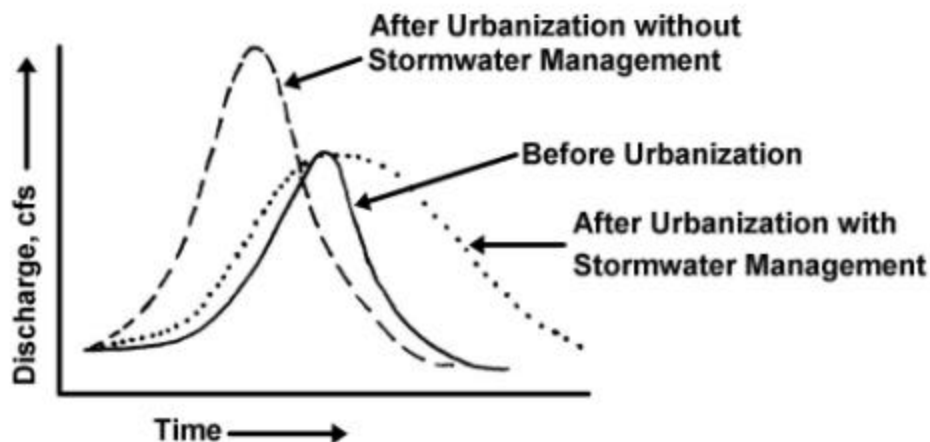 After Urbanization without
Stormwater Management
Before Urbanization
After Urbanization with
Stormwater Management
Discharge, cfs
Time